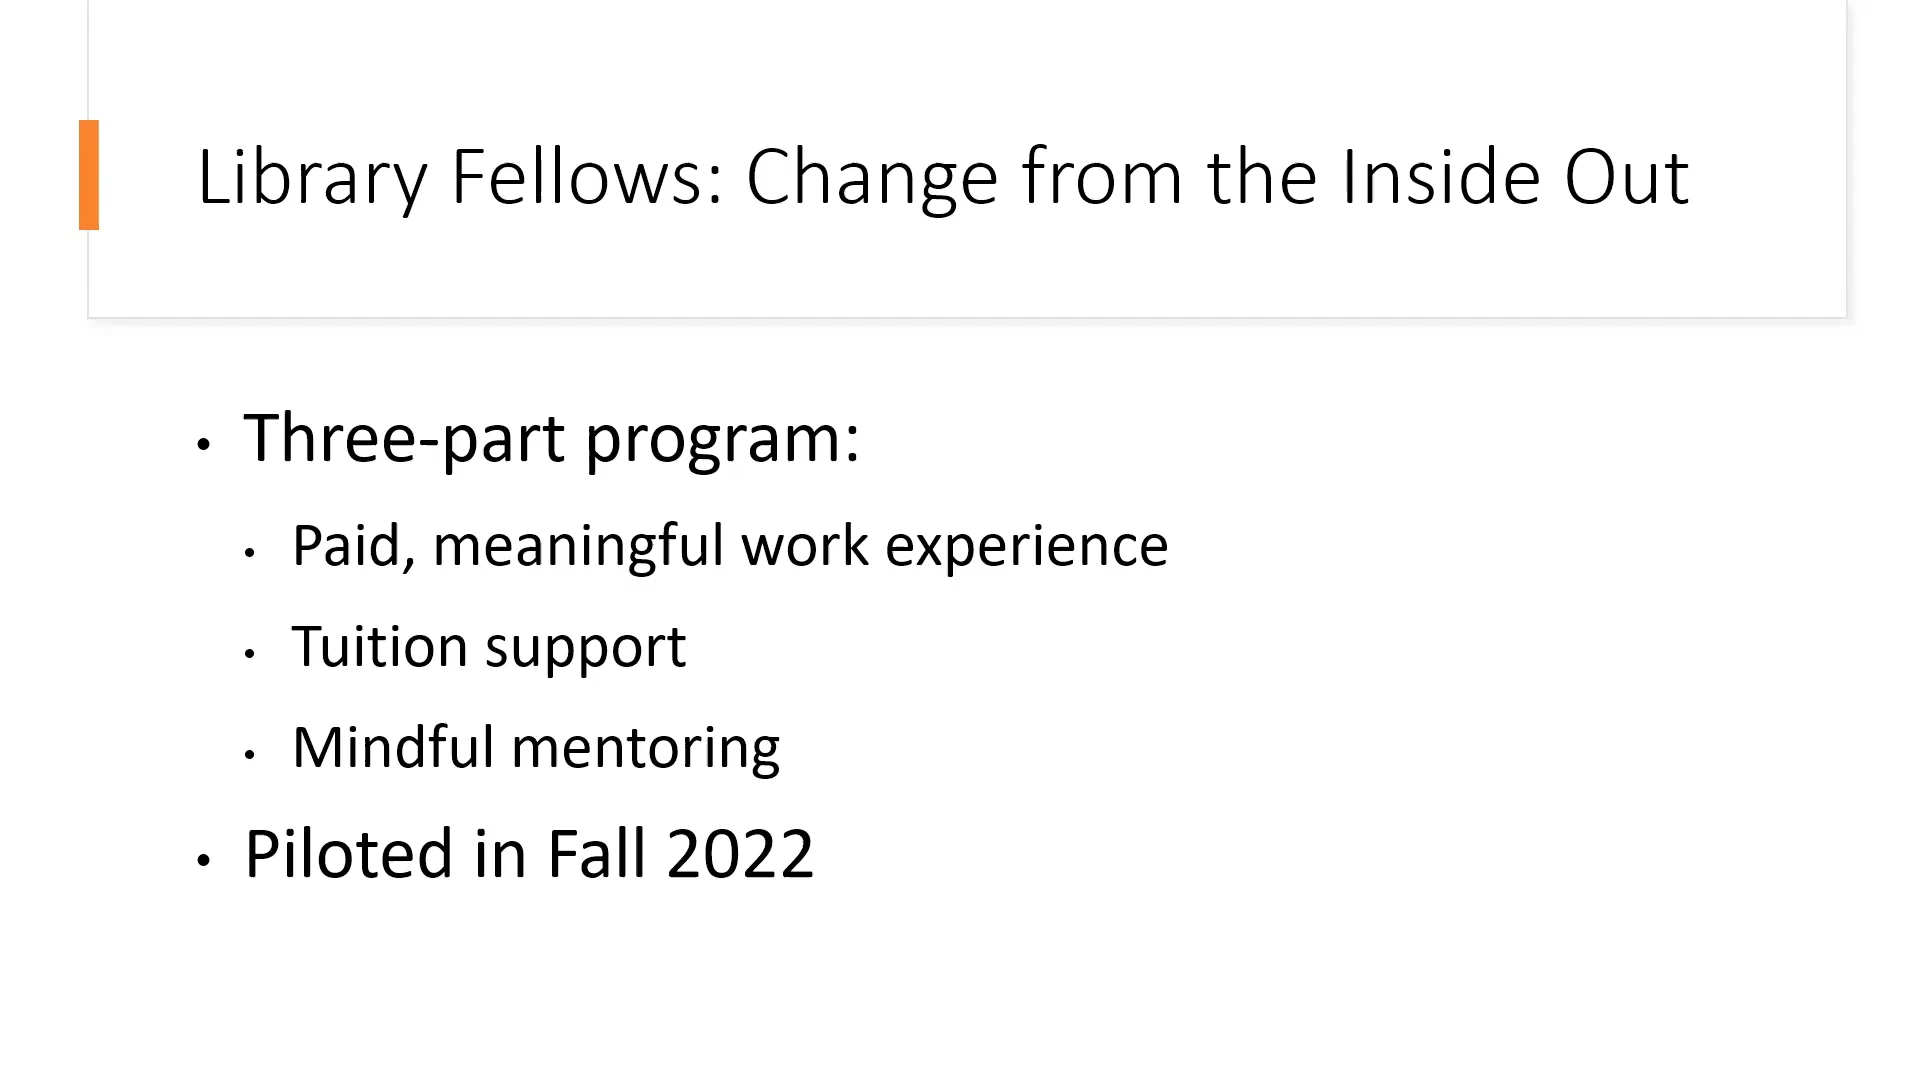 Library Fellows: Change from the Inside Out
• Three-part program:
• Paid, meaningful work experience
• Tuition support
• Mindful mentoring
• Piloted in Fall 2022